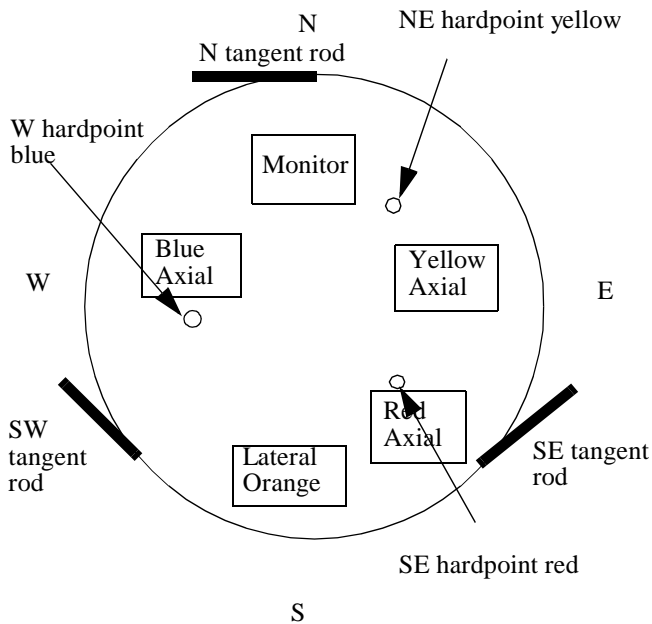 N
NE hardpoint yellow
N tangent rod
W hardpoint
blue
Monitor
Blue
Axial
Yellow
Axial
W
E
Red
Axial
SW
tangent
rod
Lateral
Orange
SE tangent
rod
SE hardpoint red
S